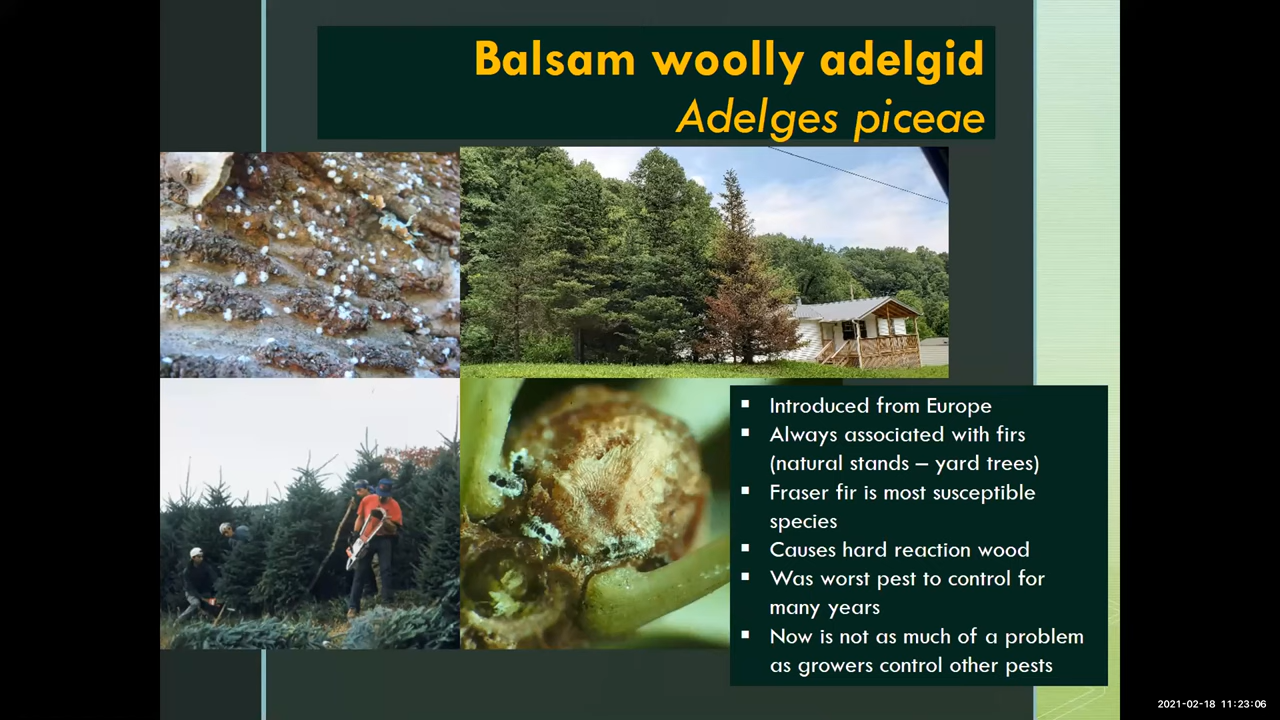 Balsam woolly adelgid
Adelges piceae
▪ Introduced from Europe
▪ Always associated with firs
(natural stands – yard trees)
▪ Fraser fir is most susceptible
species
▪ Causes hard reaction wood
▪ Was worst pest to control for
many years
▪ Now is not as much of a problem
as growers control other pests
2021-02-18 11:23:06